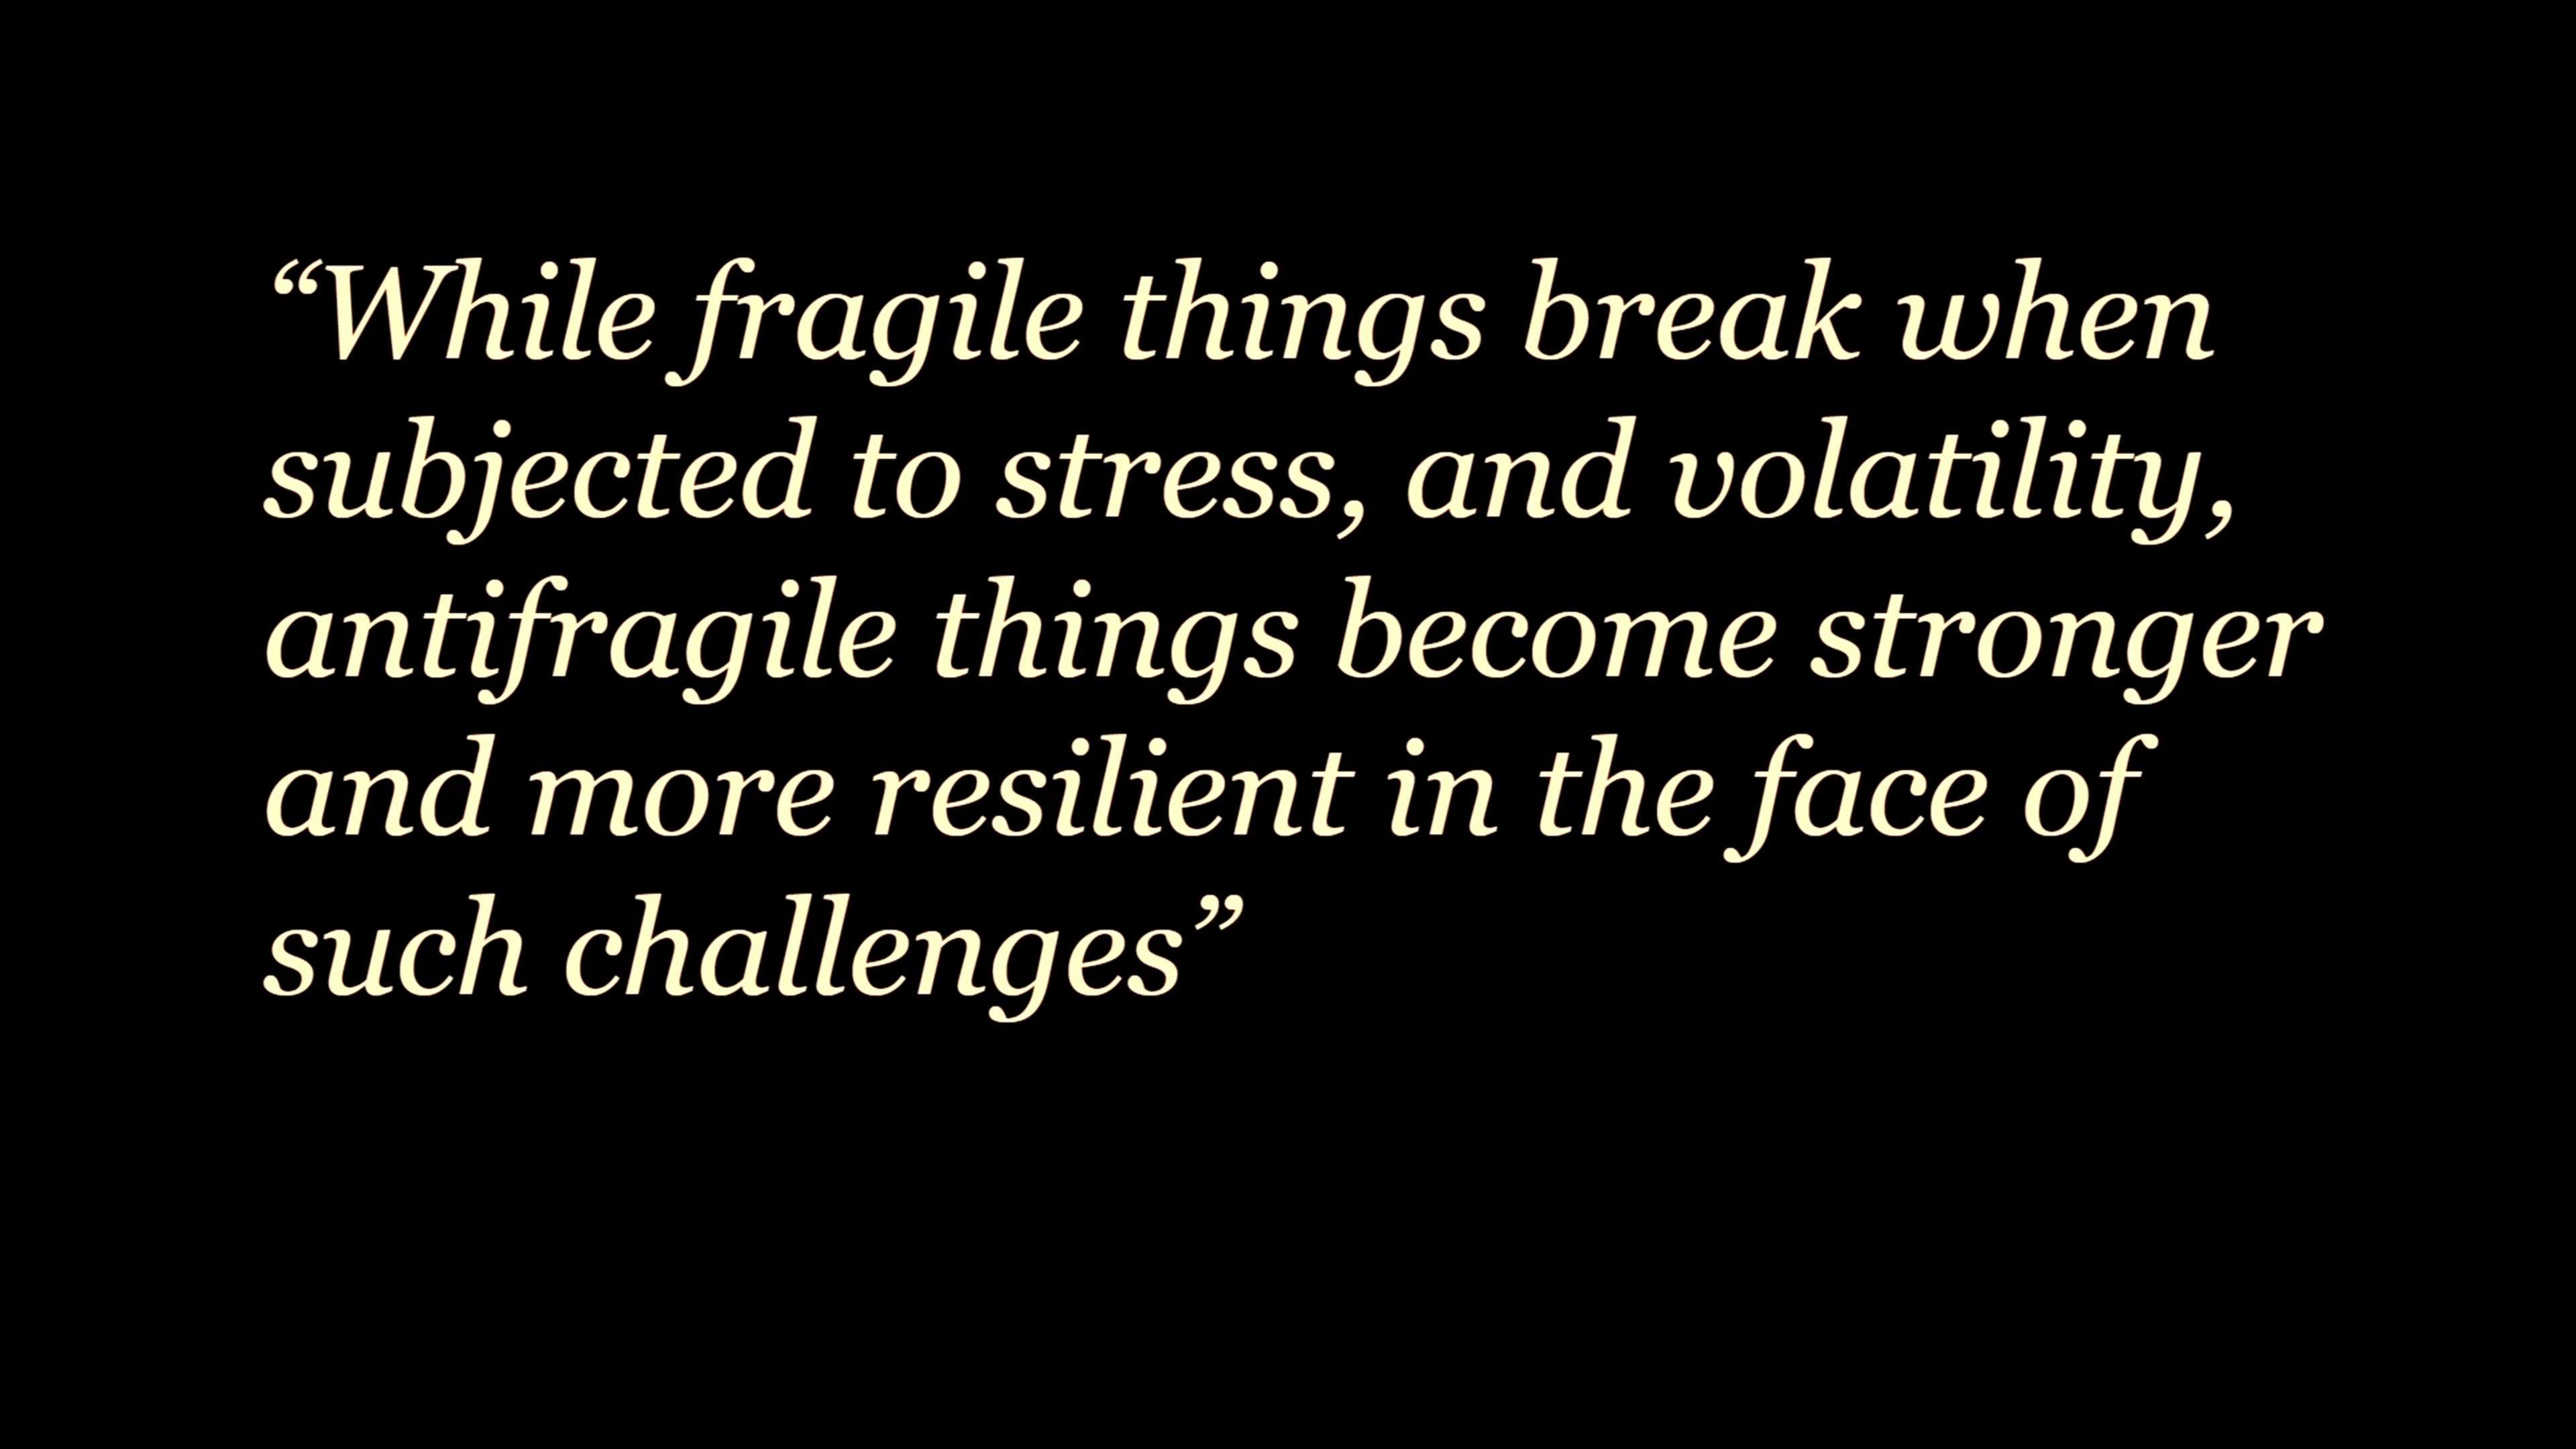 “While fragile things break when
subjected to stress, and volatility,
antifragile things become stronger
and more resilient in the face of
such challenges”